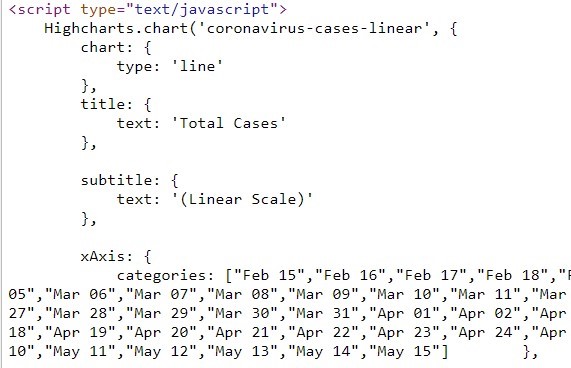 <script type="text/javascript">
Highcharts.chart('coronavirus-cases-linear', {
chart: {
type: 'line'
},
title: {
text: 'Total Cases'
},
subtitle: {
text: '(Linear Scale)'
},
xAxis: {
categories: ["Feb 15","Feb 16","Feb 17","Feb 18","F
05","Mar 06","Mar 07","Mar 08","Mar 09","Mar 10","Mar 11","Mar
27","Mar 28","Mar 29","Mar 30","Mar 31","Apr 01","Apr 02","Apr
18","Apr 19","Apr 20","Apr 21","Apr 22","Apr 23","Apr 24","Apr
10","May 11","May 12","May 13","May 14","May 15"] },